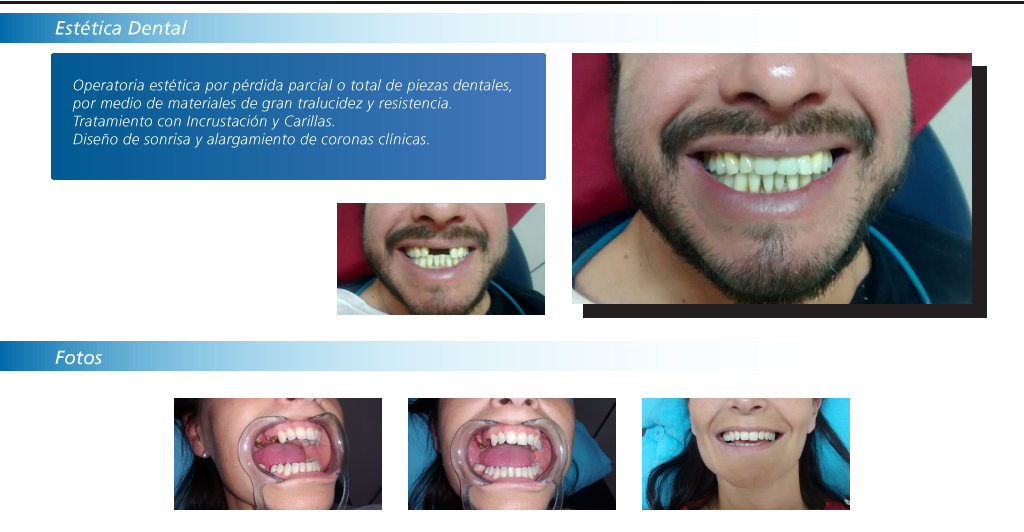 Estética Dental
Operatoria estética por pérdida parcial o total de piezas dentales,
por medio de materiales de gran tralucidez y resistencia.
Tratamiento con Incrustación y Carillas.
Diseño de sonrisa y alargamiento de coronas clínicas.
Fotos